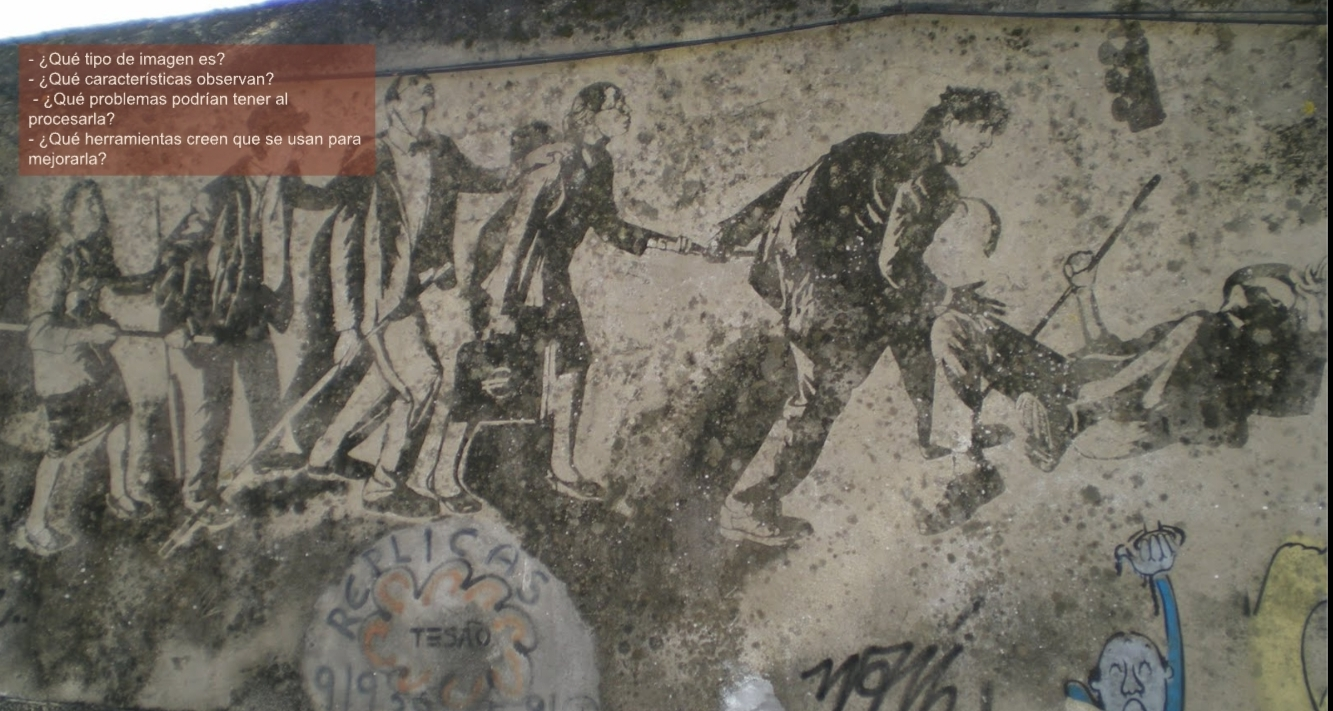 - ¿Qué tipo de imagen es?
- ¿Qué características observan?
- ¿Qué problemas podrían tener al
procesarla?
- ¿Qué herramientas creen que se usan para
mejorarla?
REPLICAS
TESÃO